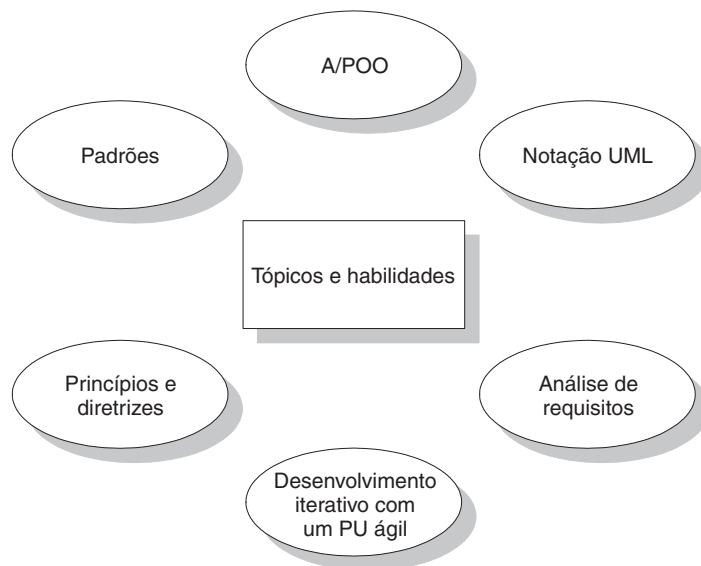 A/POO
Padrões
Notação UML
Tópicos e habilidades
Princípios e
diretrizes
Análise de
requisitos
Desenvolvimento
iterativo com
um PU ágil